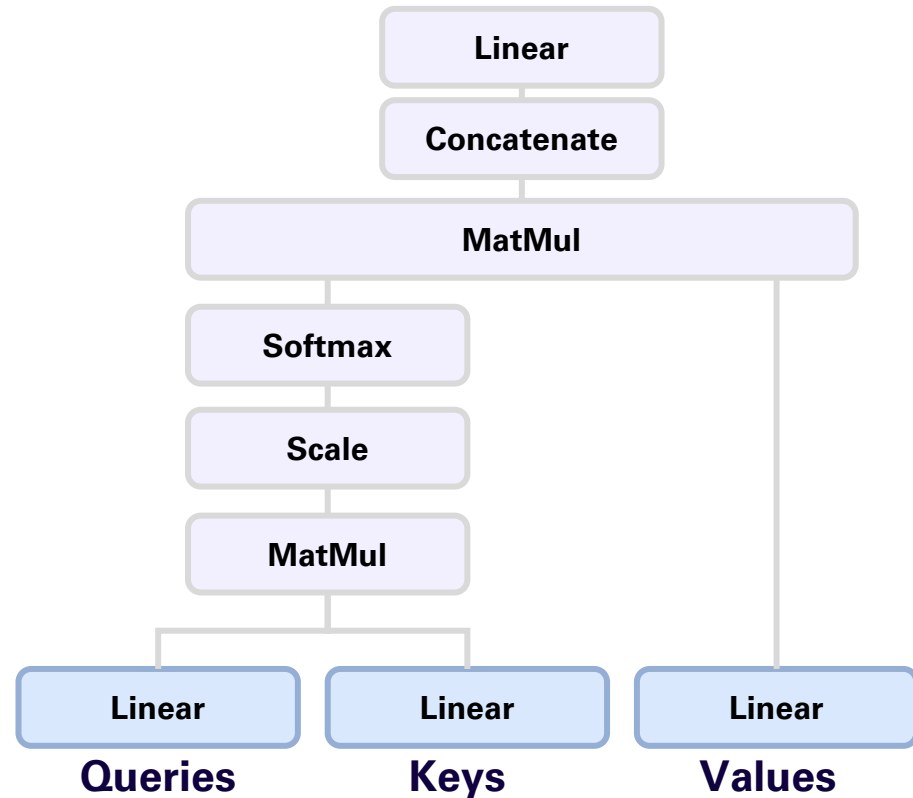 Linear
Concatenate
MatMul
Softmax
Scale
MatMul
Linear Linear Linear
Queries Keys Values